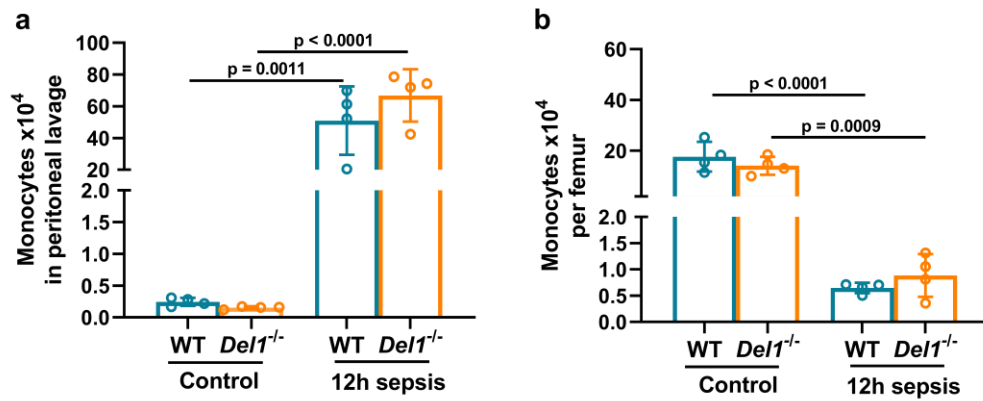 a
Monocytes x10⁴
in peritoneal lavage
100
80
60
40
20
2.0
1.5
1.0
0.5
0.0
p < 0.0001
p = 0.0011
WT Del1⁻/⁻ WT Del1⁻/⁻
Control 12h sepsis
b
Monocytes x10⁴
per femur
60
40
20
2.0
1.5
1.0
0.5
0.0
p < 0.0001
p = 0.0009
WT Del1⁻/⁻ WT Del1⁻/⁻
Control 12h sepsis